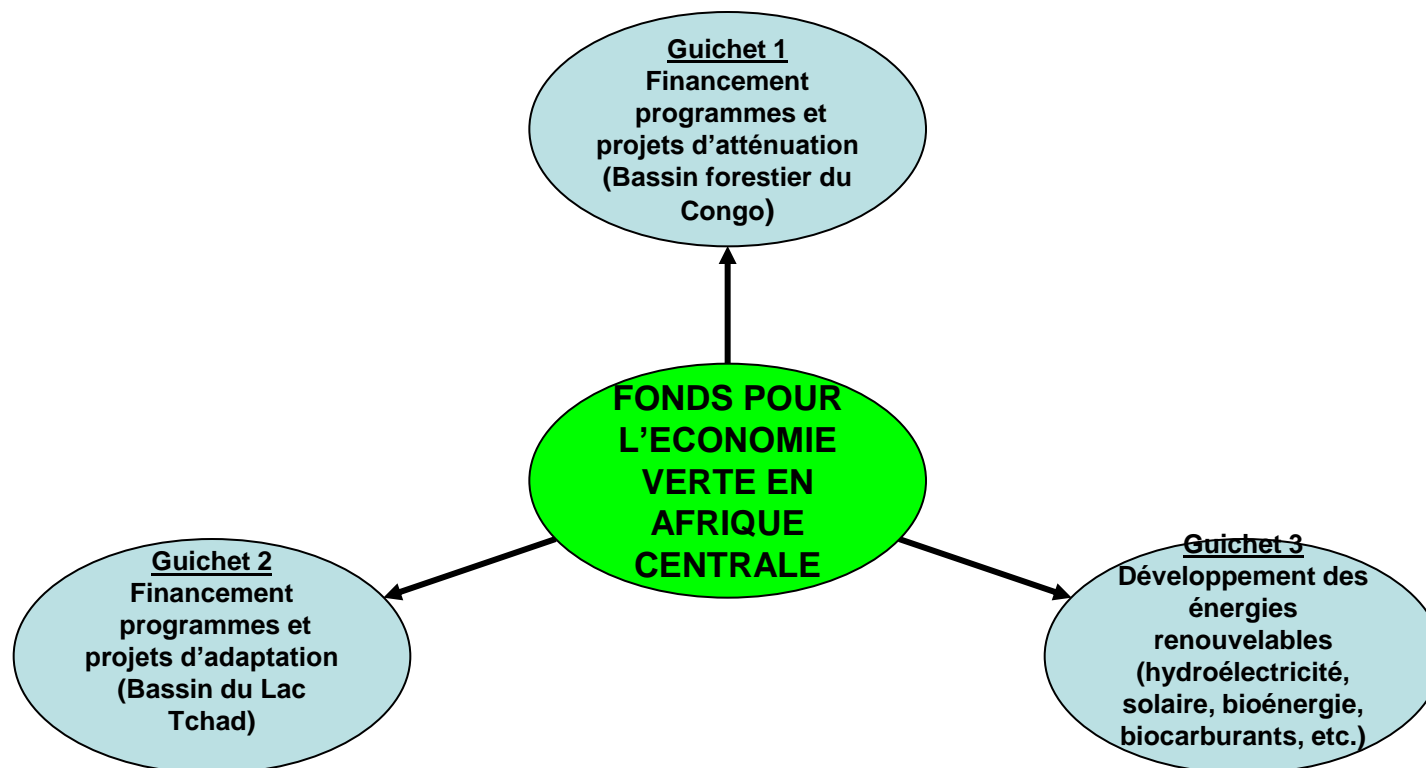 Guichet 1
Financement
programmes et
projets d’atténuation
(Bassin forestier du
Congo)
FONDS POUR
L’ECONOMIE
VERTE EN
AFRIQUE
CENTRALE
Guichet 2
Financement
programmes et
projets d’adaptation
(Bassin du Lac
Tchad)
Guichet 3
Développement des
énergies
renouvelables
(hydroélectricité,
solaire, bioénergie,
biocarburants, etc.)